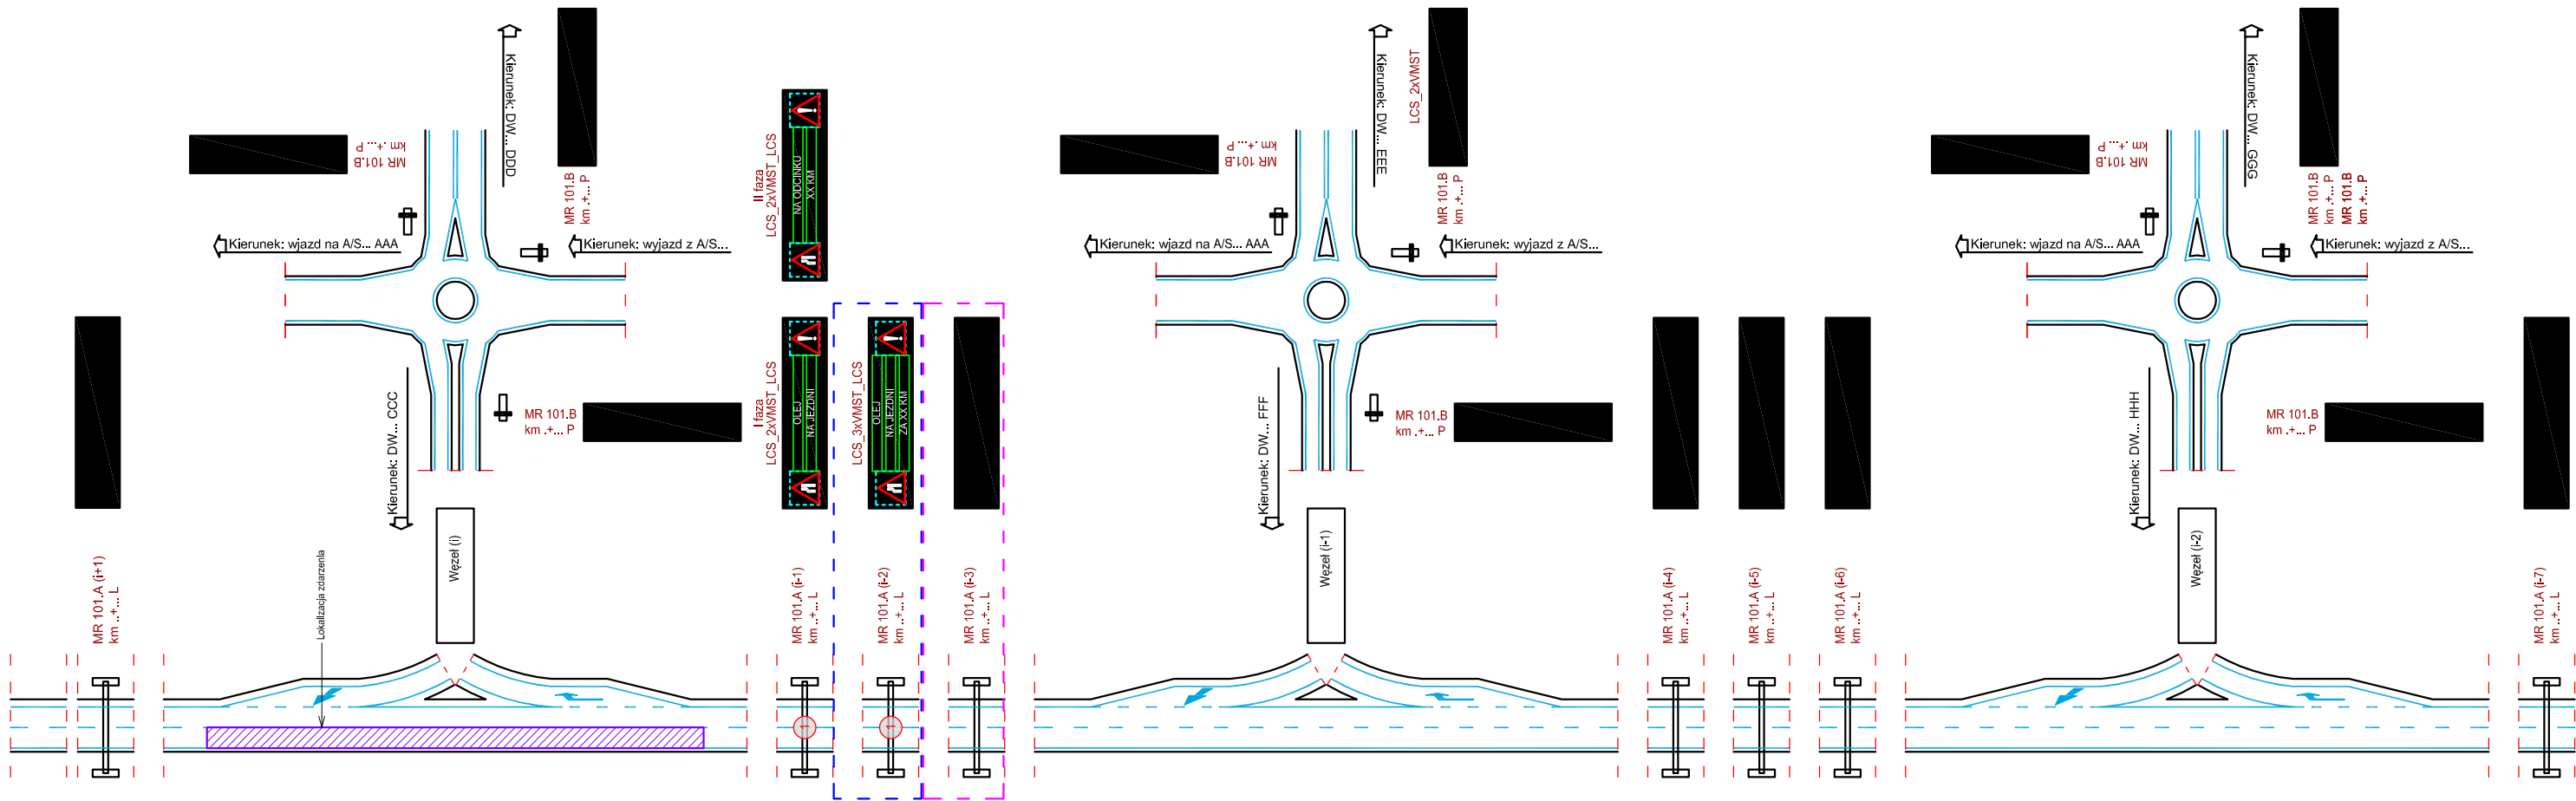 Kierunek: DW... DDD
MR 101.B
km .+... P
MR 101.B
km .+... P
Kierunek: wjazd na A/S... AAA
Kierunek: wyjazd z A/S...
Kierunek: DW... CCC
MR 101.B
km .+... P
II faza
LCS_2xVMST_LCS
NA ODCINKU
XX KM
I faza
LCS_2xVMST_LCS
OLEJ
NA JEZDNI
LCS_3xVMST_LCS
OLEJ
NA JEZDNI
ZA XX KM
Kierunek: DW... EEE
LCS_2xVMST
MR 101.B
km .+... P
MR 101.B
km .+... P
Kierunek: wjazd na A/S... AAA
Kierunek: wyjazd z A/S...
Kierunek: DW... FFF
MR 101.B
km .+... P
Kierunek: DW... GGG
MR 101.B
km .+... P
MR 101.B
km .+... P
MR 101.B
km .+... P
Kierunek: wjazd na A/S... AAA
Kierunek: wyjazd z A/S...
Kierunek: DW... HHH
MR 101.B
km .+... P
MR 101.A (i+1)
km ..+... L
Lokalizacja zdarzenia
Węzeł (i)
MR 101.A (i-1)
km ..+... L
MR 101.A (i-2)
km ..+... L
MR 101.A (i-3)
km ..+... L
Węzeł (i-1)
MR 101.A (i-4)
km ..+... L
MR 101.A (i-5)
km ..+... L
MR 101.A (i-6)
km ..+... L
Węzeł (i-2)
MR 101.A (i-7)
km ..+... L